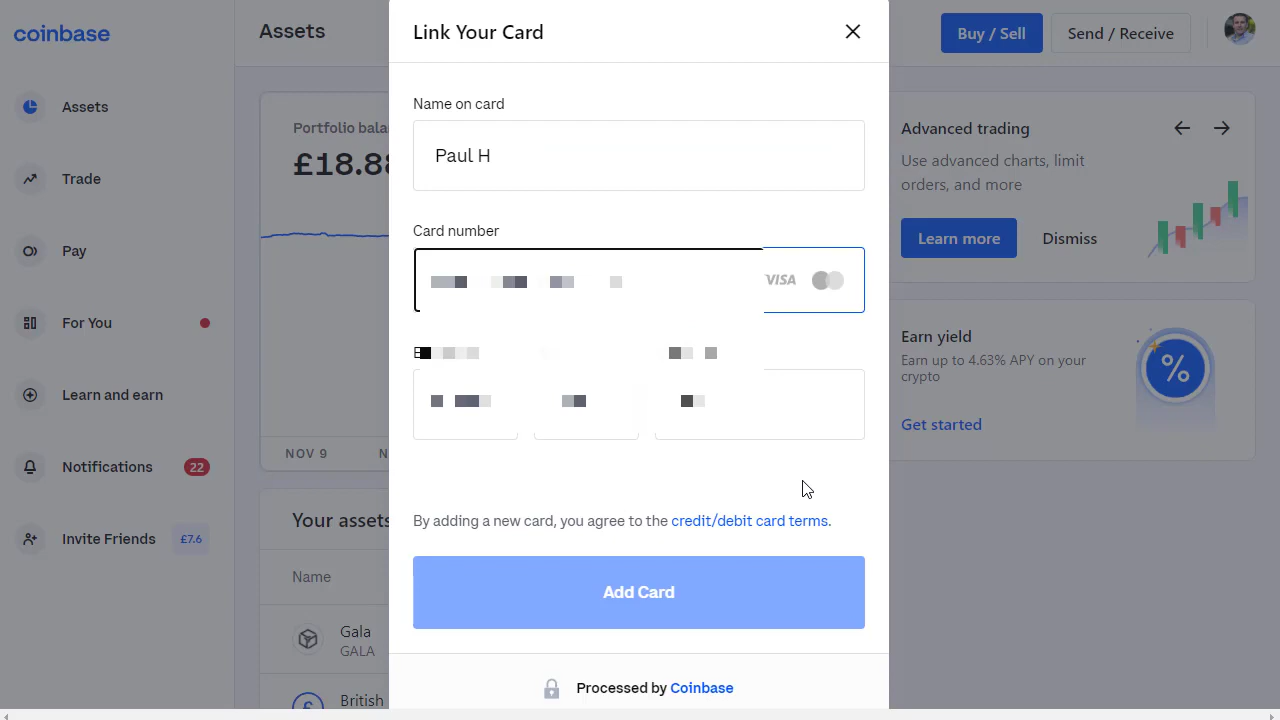 coinbase
Assets
Trade
Pay
For You
Learn and earn
Notifications
22
Invite Friends
£7.6
Assets
Buy / Sell
Send / Receive
Portfolio bala
£18.88
NOV 9
N
Your assets
Name
Gala
GALA
British
£
Link Your Card
Name on card
Paul H
Card number
VISA
By adding a new card, you agree to the credit/debit card terms.
Add Card
Processed by Coinbase
Advanced trading
Use advanced charts, limit
orders, and more
Learn more
Dismiss
Earn yield
Earn up to 4.63% APY on your
crypto
%
Get started